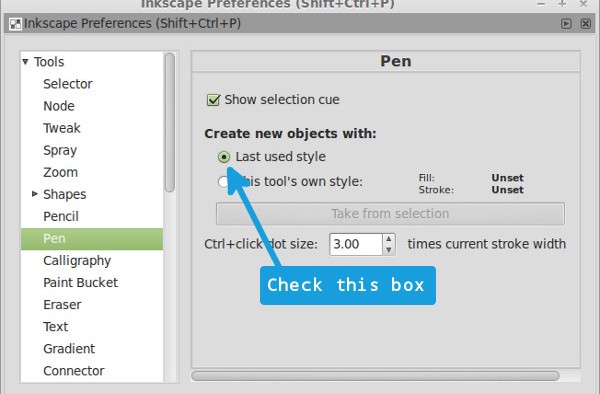 Inkscape Preferences (Shift+Ctrl+P)
Inkscape Preferences (Shift+Ctrl+P)
Tools
Selector
Node
Tweak
Spray
Zoom
Shapes
Pencil
Pen
Calligraphy
Paint Bucket
Eraser
Text
Gradient
Connector
Pen
Show selection cue
Create new objects with:
Last used style
his tool's own style:
Fill: Unset
Stroke: Unset
Take from selection
Ctrl+click dot size: 3.00 times current stroke width
Check this box